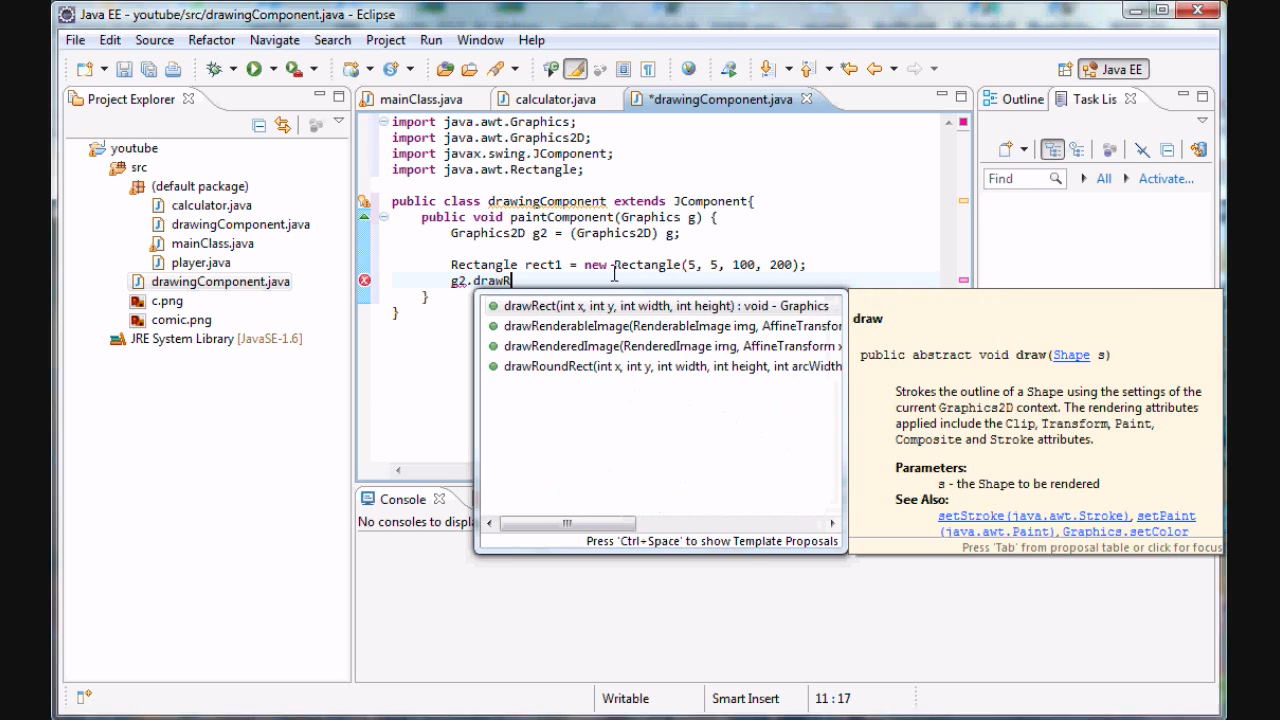 Java EE - youtube/src/drawingComponent.java - Eclipse
File Edit Source Refactor Navigate Search Project Run Window Help
Java EE
Project Explorer
mainClass.java
calculator.java
*drawingComponent.java
Outline
Task Lis
youtube
src
(default package)
calculator.java
drawingComponent.java
mainClass.java
player.java
drawingComponent.java
c.png
comic.png
JRE System Library [JavaSE-1.6]
import java.awt.Graphics;
import java.awt.Graphics2D;
import javax.swing.JComponent;
import java.awt.Rectangle;
public class drawingComponent extends JComponent{
public void paintComponent(Graphics g) {
Graphics2D g2 = (Graphics2D) g;
Rectangle rect1 = new Rectangle(5, 5, 100, 200);
g2.drawR
}
}
drawRect(int x, int y, int width, int height) : void - Graphics
drawRenderableImage(RenderableImage img, AffineTransfor
drawRenderedImage(RenderedImage img, AffineTransform x
drawRoundRect(int x, int y, int width, int height, int arcWidth
Press 'Ctrl+Space' to show Template Proposals
draw
public abstract void draw(Shape s)
Strokes the outline of a Shape using the settings of the
current Graphics2D context. The rendering attributes
applied include the Clip, Transform, Paint,
Composite and Stroke attributes.
Parameters:
s - the Shape to be rendered
See Also:
setStroke(java.awt.Stroke), setPaint
(java.awt.Paint), Graphics.setColor
Press 'Tab' from proposal table or click for focus
Find
All
Activate...
Console
No consoles to displ
Writable
Smart Insert
11 : 17